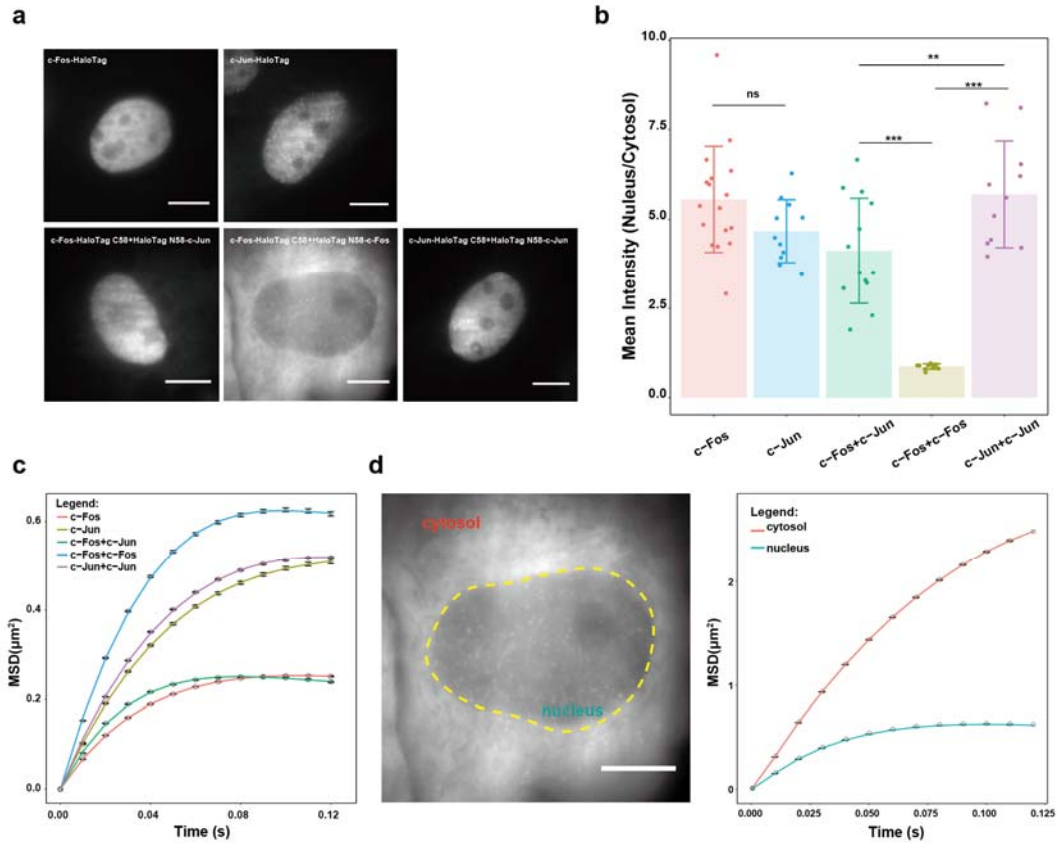 a
c-Fos-HaloTag
c-Jun-HaloTag
c-Fos-HaloTag C58+HaloTag N58-c-Jun
c-Fos-HaloTag C58+HaloTag N58-c-Fos
c-Jun-HaloTag C58+HaloTag N58-c-Jun
b
Mean Intensity (Nuleus/Cytosol)
10.0
7.5
5.0
2.5
0.0
ns
***
**
***
c−Fos
c−Jun
c−Fos+c−Jun
c−Fos+c−Fos
c−Jun+c−Jun
c
Legend:
c−Fos
c−Jun
c−Fos+c−Jun
c−Fos+c−Fos
c−Jun+c−Jun
MSD(μm²)
0.6
0.4
0.2
0.0
0.00
0.04
0.08
0.12
Time (s)
d
cytosol
nucleus
Legend:
cytosol
nucleus
MSD(μm²)
2
1
0
0.00
0.025
0.050
0.075
0.100
0.125
Time (s)